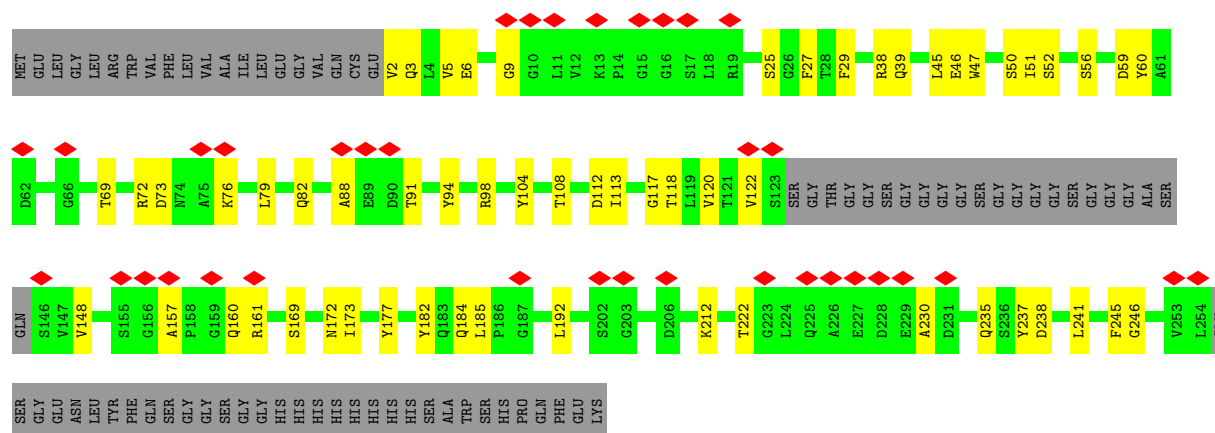 MET GLU LEU GLY LEU ARG TRP VAL PHE LEU VAL ALA ILE LEU GLU GLY VAL GLN CYS GLU V2 Q3 L4 V5 E6 G9 G10 L11 V12 K13 P14 G15 G16 S17 L18 R19 S25 G26 F27 T28 F29 R38 Q39 L45 E46 W47 S50 I51 S52 S56 D59 Y60 A61
D62 G66 T69 R72 D73 N74 A75 K76 L79 Q82 A88 E89 D90 T91 Y94 R98 Y104 T108 D112 I113 G117 T118 L119 V120 T121 V122 S123 SER GLY THR GLY GLY SER GLY GLY GLY GLY SER GLY GLY GLY GLY SER GLY GLY GLY ALA SER
GLN S146 V147 V148 S155 G156 A157 P158 G159 Q160 R161 S169 N172 I173 Y177 Y182 Q183 Q184 L185 P186 G187 L192 S202 G203 D206 K212 T222 G223 L224 Q225 A226 E227 D228 E229 A230 D231 Q235 S236 Y237 D238 L241 F245 G246 V253 L254
SER GLY GLU ASN LEU TYR PHE GLN SER GLY GLY SER GLY GLY HIS HIS HIS HIS HIS HIS HIS HIS SER ALA TRP SER HIS PRO GLN PHE GLU LYS